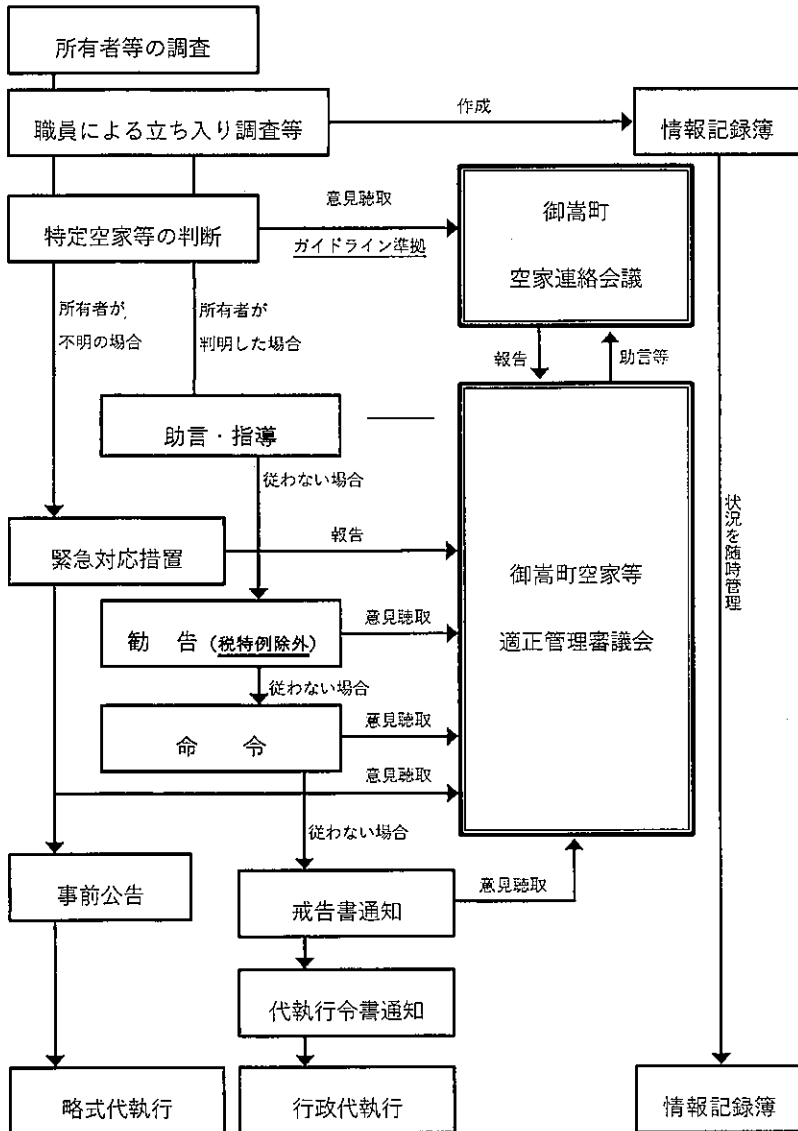 所有者等の調査
職員による立ち入り調査等
作成
情報記録簿
特定空家等の判断
意見聴取
ガイドライン準拠
御嵩町
空家連絡会議
所有者が
不明の場合
所有者が
判明した場合
報告
助言等
助言・指導
従わない場合
状況を随時管理
緊急対応措置
報告
御嵩町空家等
適正管理審議会
勧 告 (税特例除外)
意見聴取
従わない場合
命 令
意見聴取
意見聴取
従わない場合
事前公告
戒告書通知
意見聴取
代執行令書通知
略式代執行
行政代執行
情報記録簿